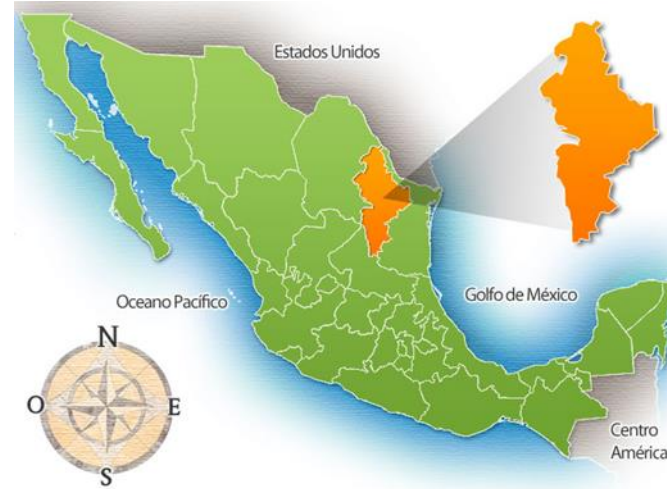 Estados Unidos
Oceano Pacífico
Golfo de México
N
O
E
S
Centro
América